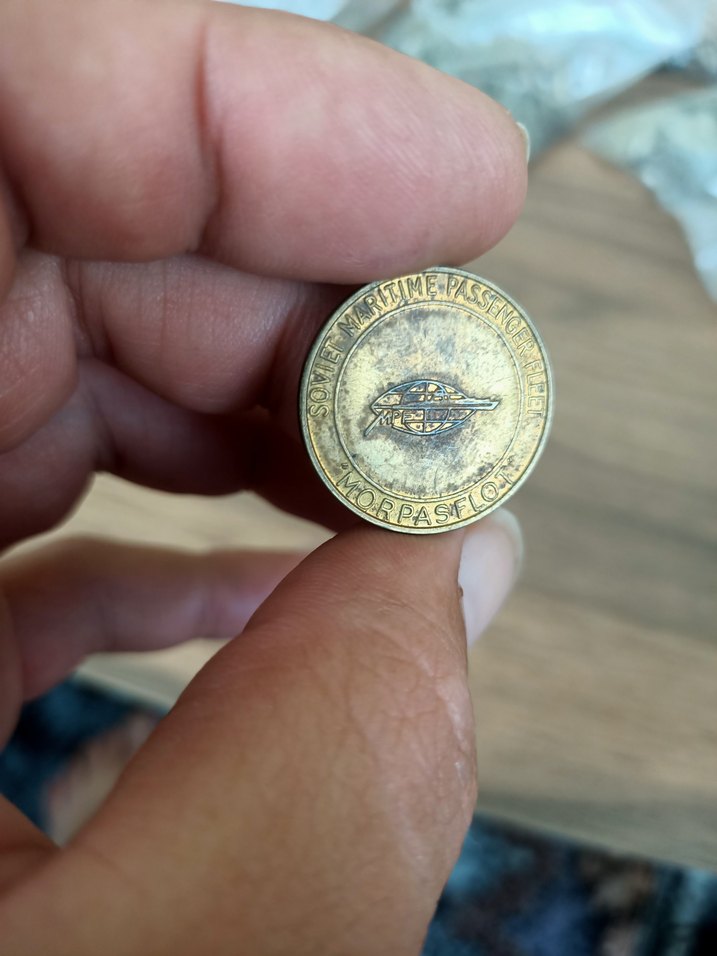 SOVIET MARITIME PASSENGER FLEET
"MORPASFLOT"